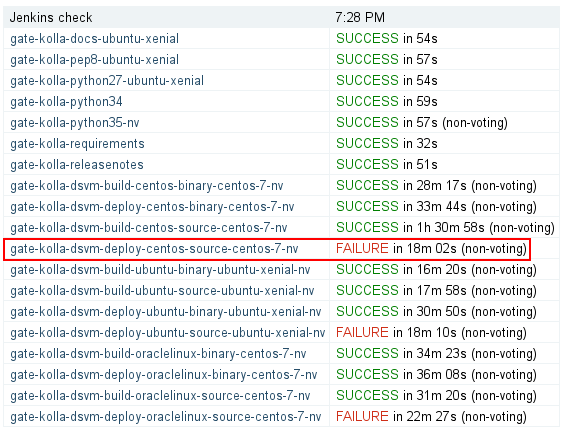 Jenkins check 7:28 PM
gate-kolla-docs-ubuntu-xenial SUCCESS in 54s
gate-kolla-pep8-ubuntu-xenial SUCCESS in 57s
gate-kolla-python27-ubuntu-xenial SUCCESS in 54s
gate-kolla-python34 SUCCESS in 59s
gate-kolla-python35-nv SUCCESS in 57s (non-voting)
gate-kolla-requirements SUCCESS in 32s
gate-kolla-releasenotes SUCCESS in 51s
gate-kolla-dsvm-build-centos-binary-centos-7-nv SUCCESS in 28m 17s (non-voting)
gate-kolla-dsvm-deploy-centos-binary-centos-7-nv SUCCESS in 33m 44s (non-voting)
gate-kolla-dsvm-build-centos-source-centos-7-nv SUCCESS in 1h 30m 58s (non-voting)
gate-kolla-dsvm-deploy-centos-source-centos-7-nv FAILURE in 18m 02s (non-voting)
gate-kolla-dsvm-build-ubuntu-binary-ubuntu-xenial-nv SUCCESS in 16m 20s (non-voting)
gate-kolla-dsvm-build-ubuntu-source-ubuntu-xenial-nv SUCCESS in 17m 58s (non-voting)
gate-kolla-dsvm-deploy-ubuntu-binary-ubuntu-xenial-nv SUCCESS in 30m 50s (non-voting)
gate-kolla-dsvm-deploy-ubuntu-source-ubuntu-xenial-nv FAILURE in 18m 10s (non-voting)
gate-kolla-dsvm-build-oraclelinux-binary-centos-7-nv SUCCESS in 34m 23s (non-voting)
gate-kolla-dsvm-deploy-oraclelinux-binary-centos-7-nv SUCCESS in 36m 08s (non-voting)
gate-kolla-dsvm-build-oraclelinux-source-centos-7-nv SUCCESS in 31m 20s (non-voting)
gate-kolla-dsvm-deploy-oraclelinux-source-centos-7-nv FAILURE in 22m 27s (non-voting)